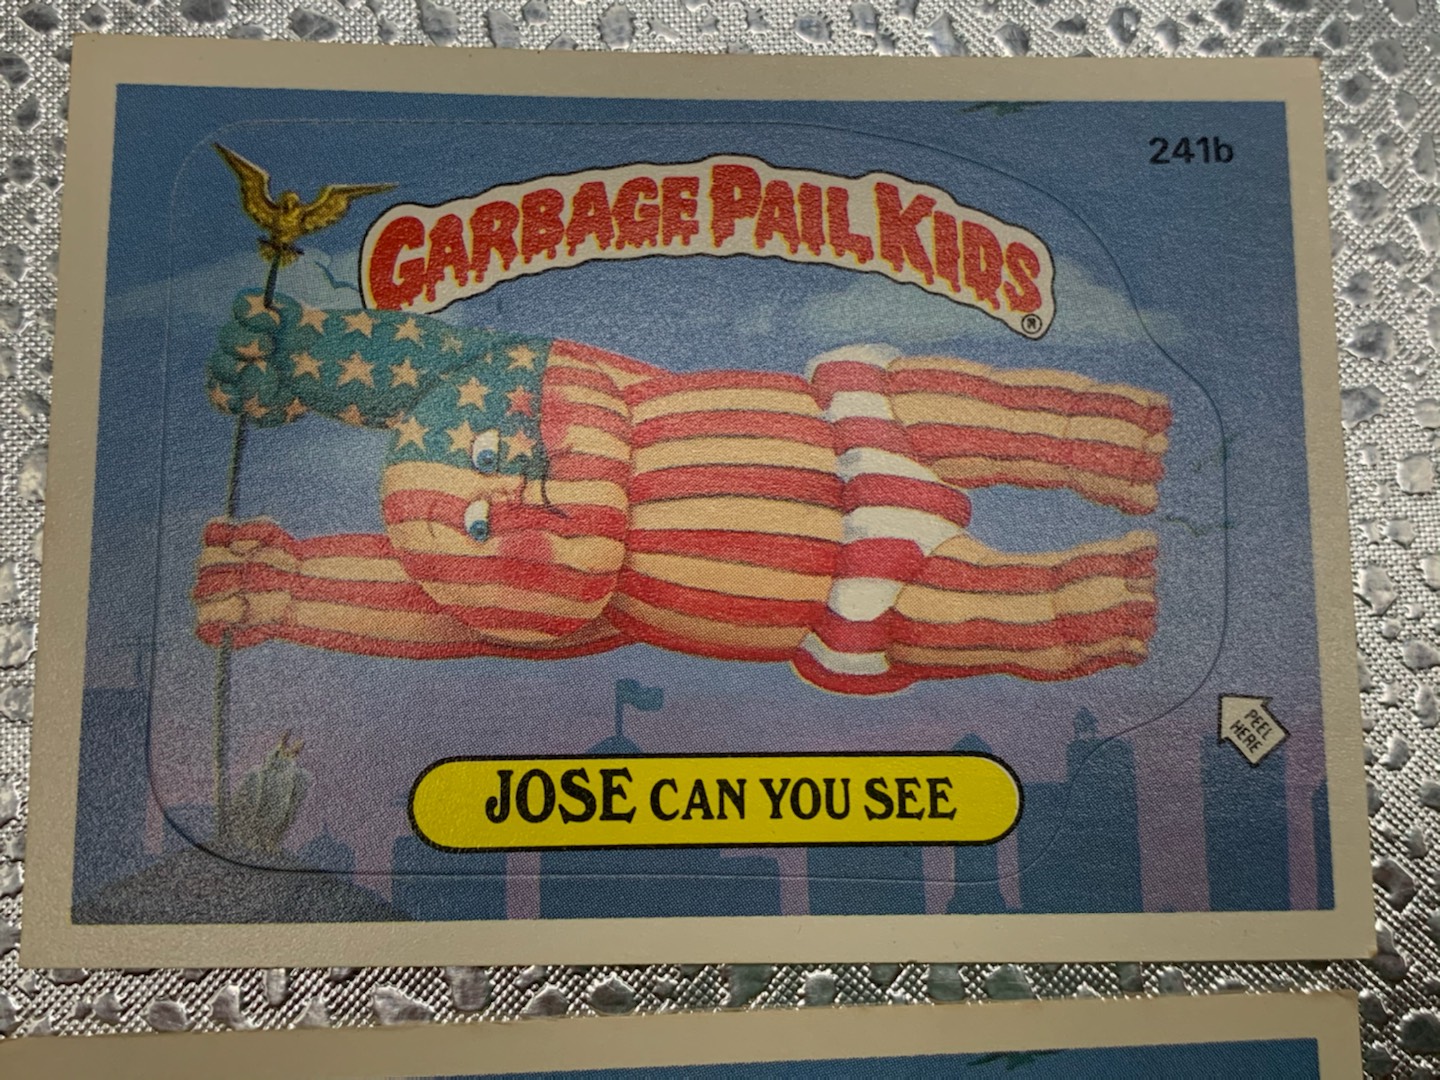 241b
GARBAGE PAIL KIDS ®
PEEL
HERE
JOSE CAN YOU SEE